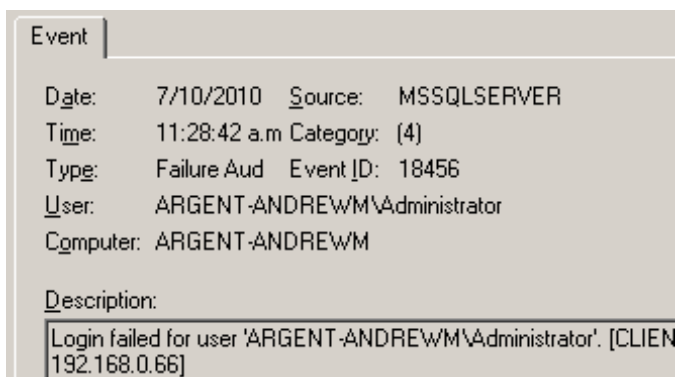 Event
Date: 7/10/2010 Source: MSSQLSERVER
Time: 11:28:42 a.m Category: (4)
Type: Failure Aud Event ID: 18456
User: ARGENT-ANDREWM\Administrator
Computer: ARGENT-ANDREWM
Description:
Login failed for user 'ARGENT-ANDREWM\Administrator'. [CLIEN
192.168.0.66]